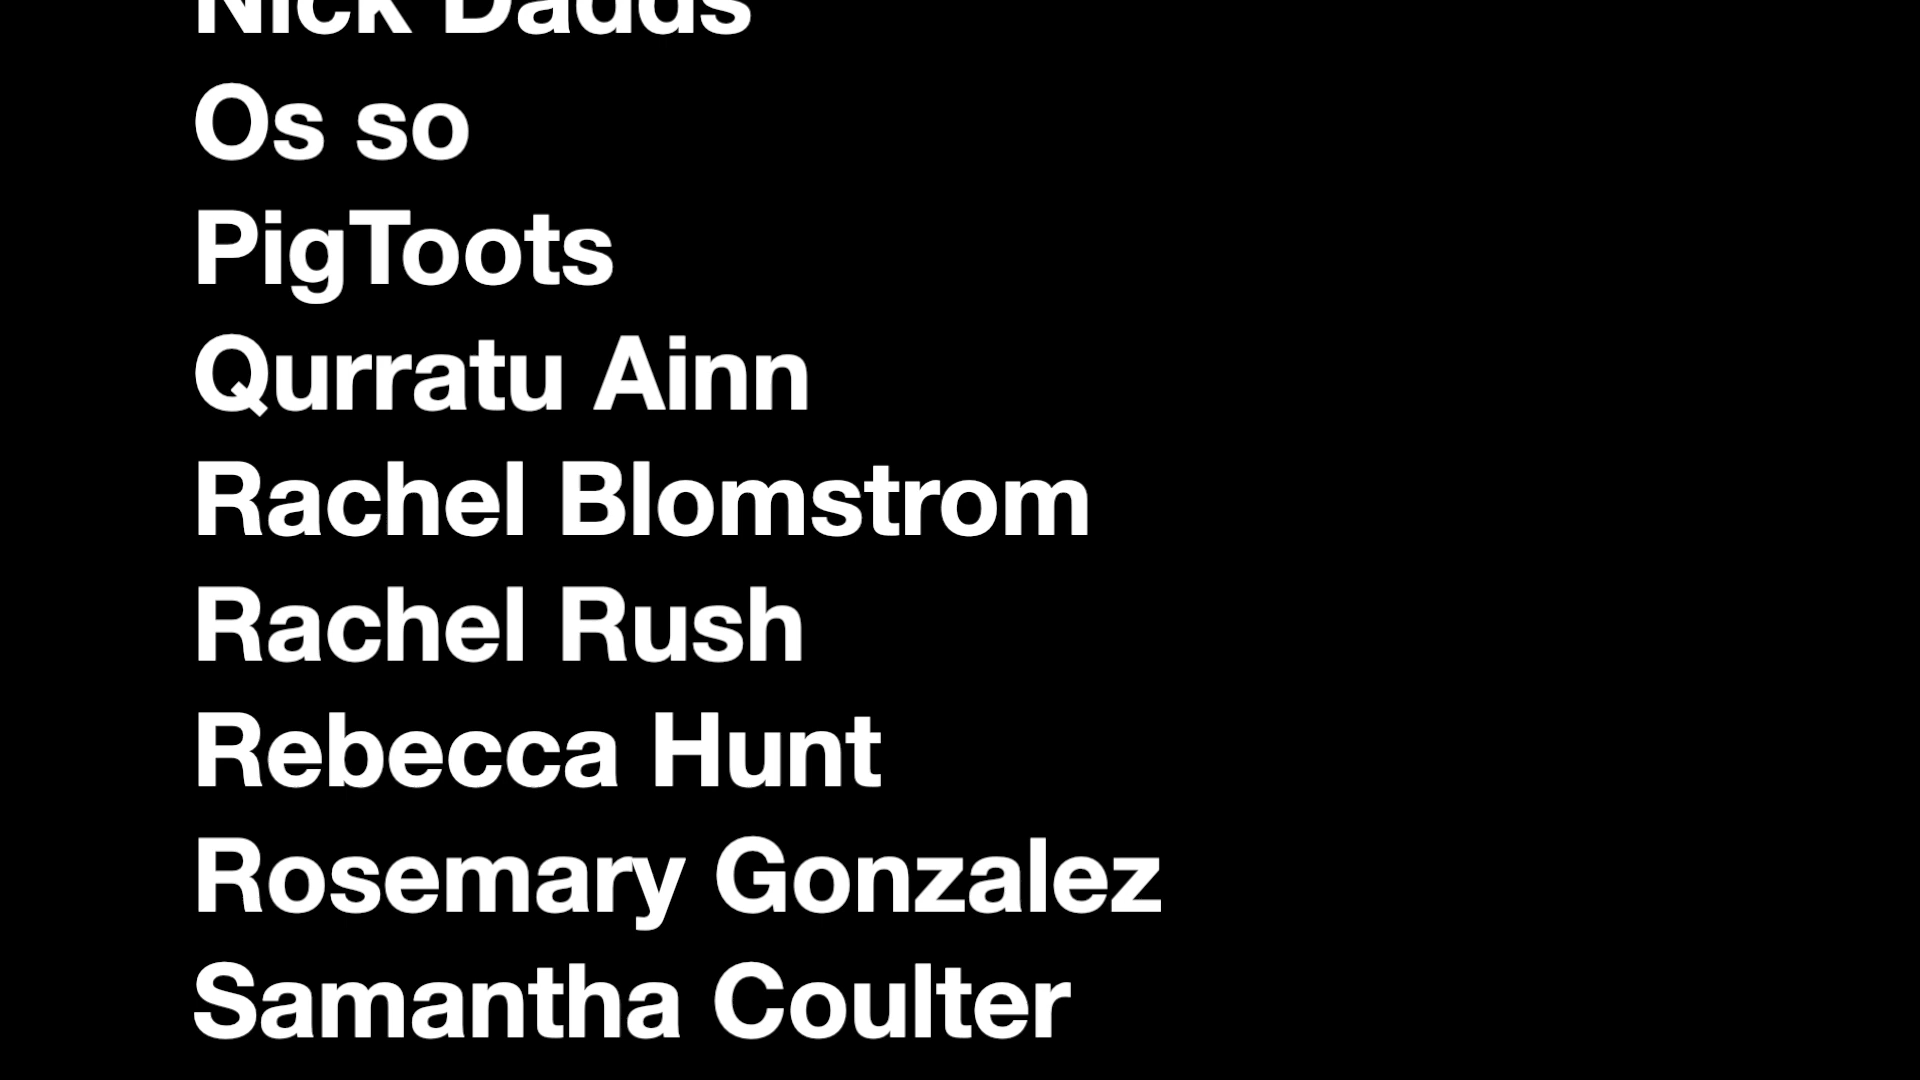 Nick Dadds
Os so
PigToots
Qurratu Ainn
Rachel Blomstrom
Rachel Rush
Rebecca Hunt
Rosemary Gonzalez
Samantha Coulter